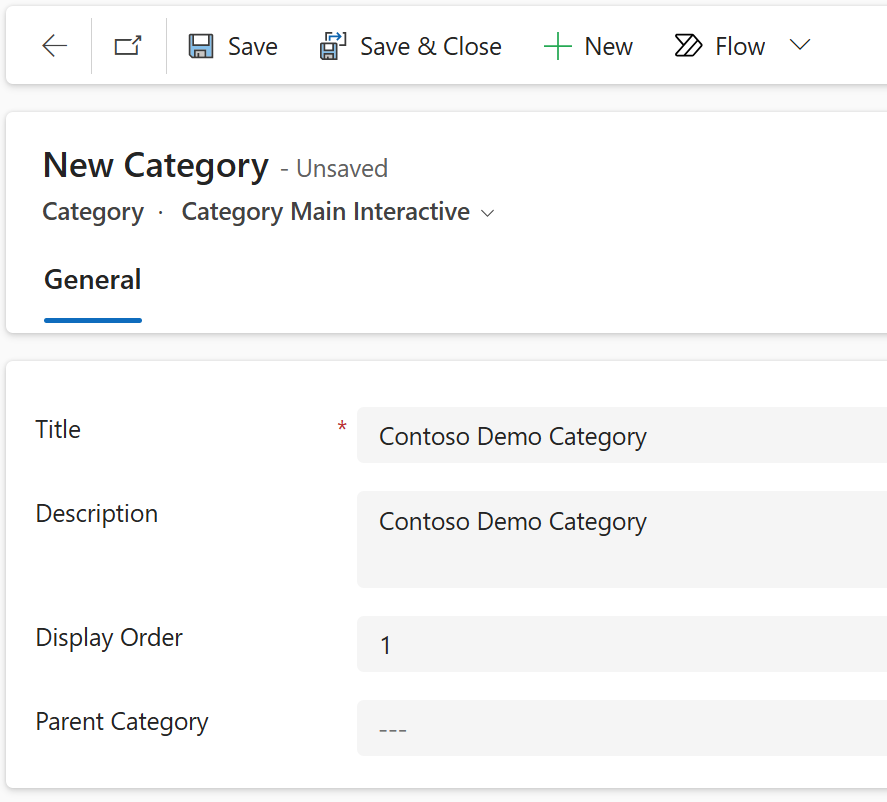 Save Save & Close New Flow
New Category - Unsaved
Category · Category Main Interactive
General
Title * Contoso Demo Category
Description Contoso Demo Category
Display Order 1
Parent Category ---